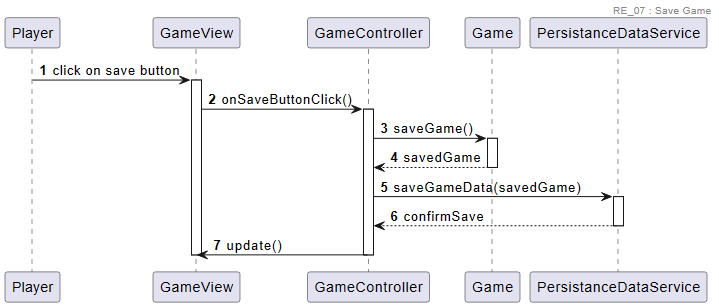 RE_07 : Save Game
Player GameView GameController Game PersistanceDataService
1 click on save button
2 onSaveButtonClick()
3 saveGame()
4 savedGame
5 saveGameData(savedGame)
6 confirmSave
7 update()
Player GameView GameController Game PersistanceDataService